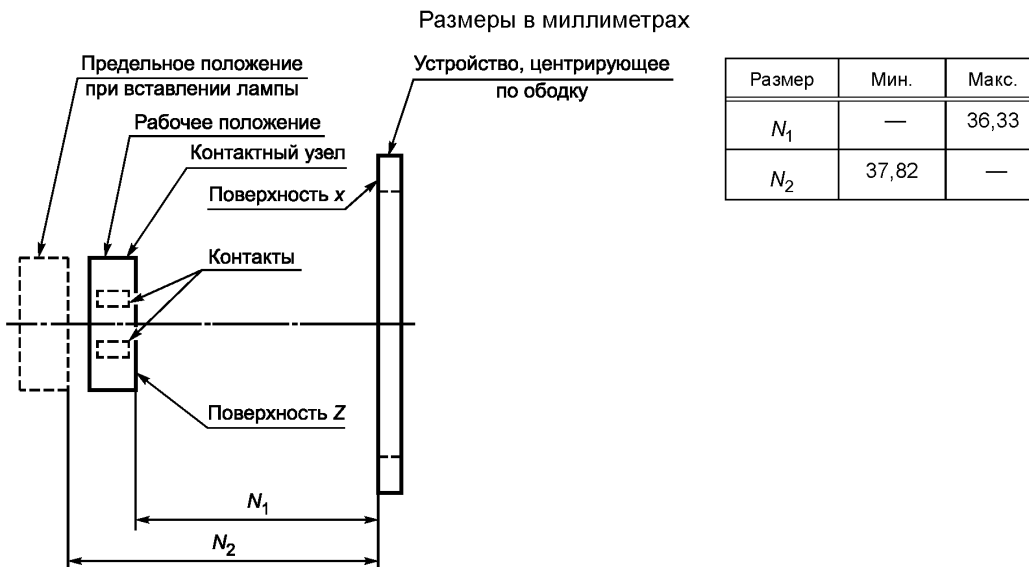 Размеры в миллиметрах
Предельное положение
при вставлении лампы
Рабочее положение
Контактный узел
Поверхность x
Устройство, центрирующее
по ободку
Контакты
Поверхность Z
N1
N2
Размер Мин. Макс.
N1 — 36,33
N2 37,82 —